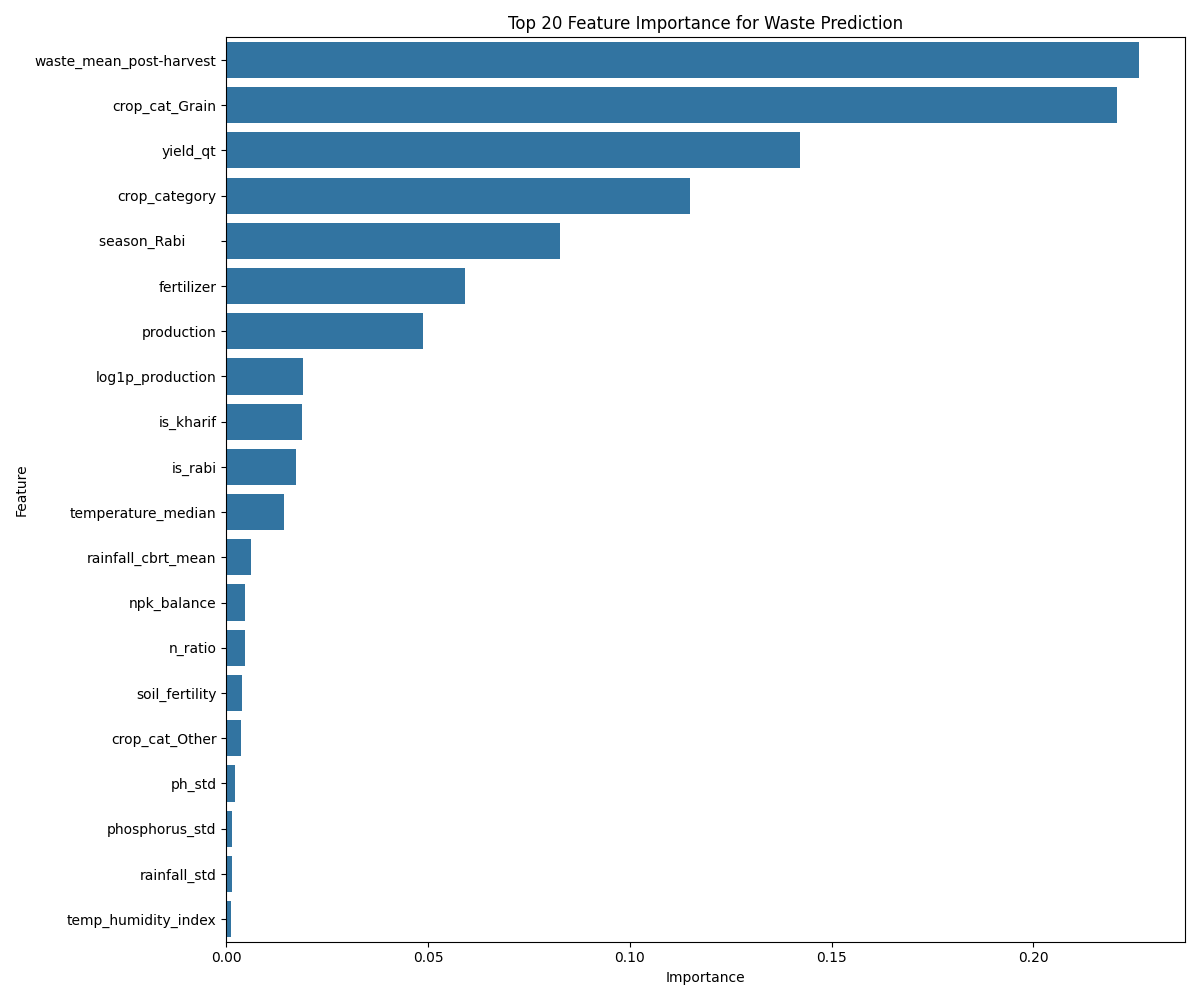 Top 20 Feature Importance for Waste Prediction
waste_mean_post-harvest
crop_cat_Grain
yield_qt
crop_category
season_Rabi
fertilizer
production
log1p_production
is_kharif
is_rabi
temperature_median
rainfall_cbrt_mean
npk_balance
n_ratio
soil_fertility
crop_cat_Other
ph_std
phosphorus_std
rainfall_std
temp_humidity_index
Feature
0.00 0.05 0.10 0.15 0.20
Importance